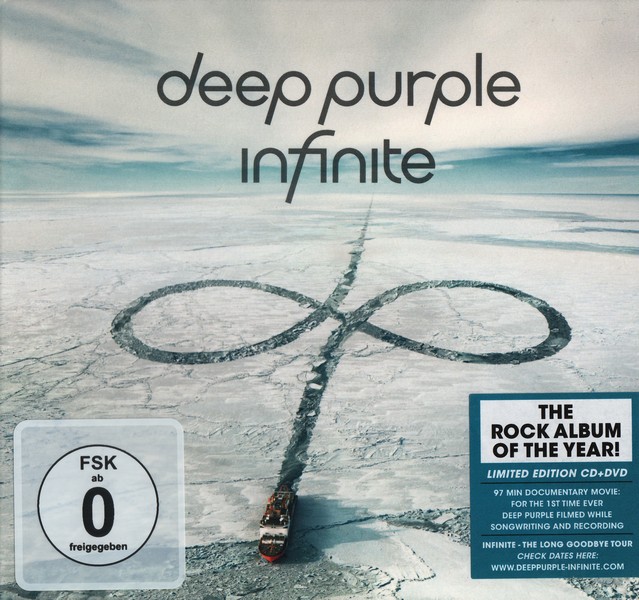 deep purple
infinite
FSK
ab
0
freigegeben
THE
ROCK ALBUM
OF THE YEAR!
LIMITED EDITION CD+DVD
97 MIN DOCUMENTARY MOVIE:
FOR THE 1ST TIME EVER
DEEP PURPLE FILMED WHILE
SONGWRITING AND RECORDING
INFINITE - THE LONG GOODBYE TOUR
CHECK DATES HERE:
WWW.DEEPPURPLE-INFINITE.COM